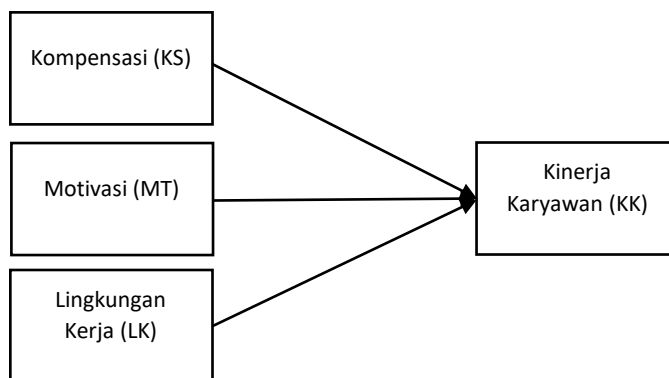 Kompensasi (KS)
Motivasi (MT)
Kinerja
Karyawan (KK)
Lingkungan
Kerja (LK)